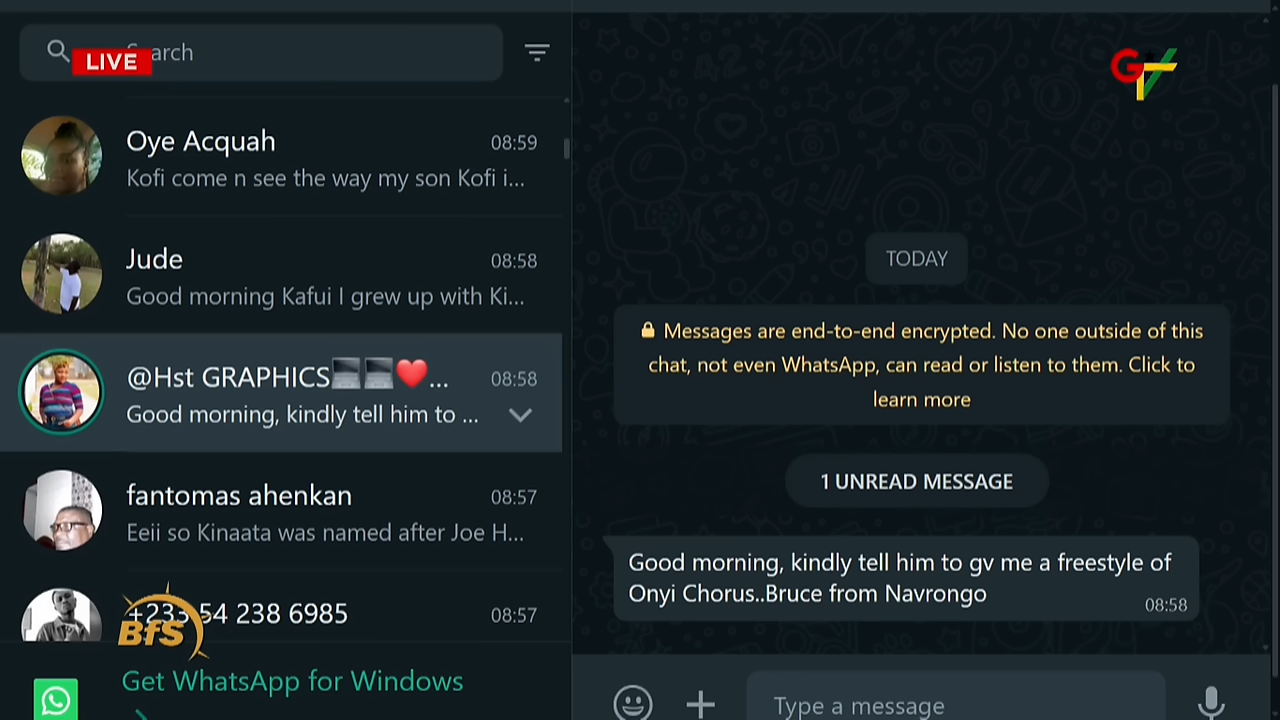 Search
LIVE
GTV
Oye Acquah
08:59
Kofi come n see the way my son Kofi i...
Jude
08:58
Good morning Kafui I grew up with Ki...
@Hst GRAPHICS💻💻❤️...
08:58
Good morning, kindly tell him to ...
fantomas ahenkan
08:57
Eeii so Kinaata was named after Joe H...
+233 54 238 6985
08:57
BfS
Get WhatsApp for Windows
TODAY
Messages are end-to-end encrypted. No one outside of this
chat, not even WhatsApp, can read or listen to them. Click to
learn more
1 UNREAD MESSAGE
Good morning, kindly tell him to gv me a freestyle of
Onyi Chorus..Bruce from Navrongo
08:58
Type a message